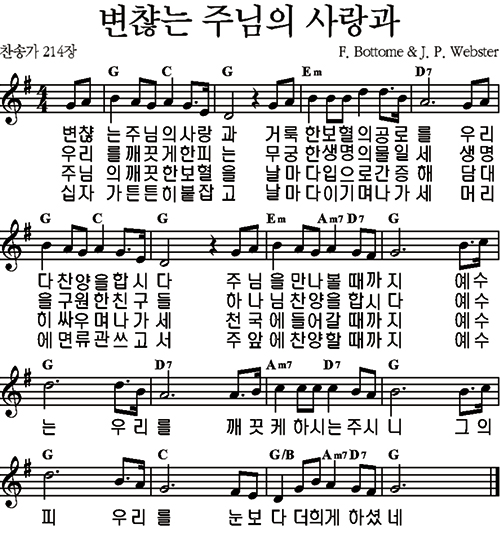 변찮는 주님의 사랑과
찬송가 214장
F. Bottome & J. P. Webster
G C G Em D7
변찮 는주님의사랑 과 거룩 한보혈의공로 를 우리
우리 를깨끗게한피 는 무궁 한생명의물일 세 생명
주님 의깨끗한보혈 을 날마 다입으로간증 해 담대
십자 가튼튼히붙잡 고 날마 다이기며나가 세 머리
G C G Em Am7 D7 G
다 찬양을합시 다 주님 을 만나볼 때까 지 예수
을 구원한친구 들 하나 님 찬양을 합시 다 예수
히 싸우며나가 세 천국 에 들어갈 때까 지 예수
에 면류관쓰고 서 주앞 에 찬양할 때까 지 예수
G D7 Am7 D7
는 우리 를 깨 끗 케 하시는주시 니 그의
G C G G/B Am7 D7 G
피 우리 를 눈보 다 더희게 하셨 네